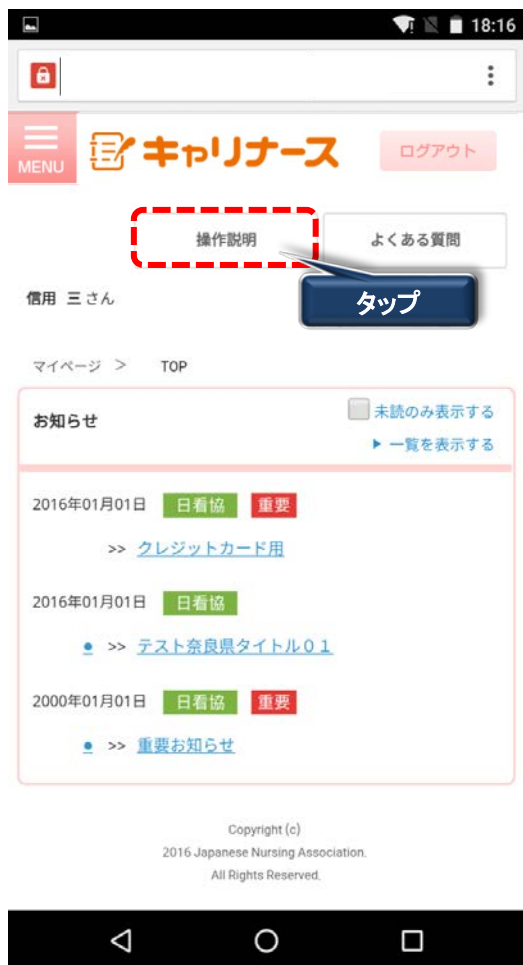 18:16
MENU
キャリナース
ログアウト
操作説明
よくある質問
タップ
信用 三さん
マイページ > TOP
お知らせ
未読のみ表示する
▶ 一覧を表示する
2016年01月01日 日看協 重要
>> クレジットカード用
2016年01月01日 日看協
● >> テスト奈良県タイトル０１
2000年01月01日 日看協 重要
● >> 重要お知らせ
Copyright (c)
2016 Japanese Nursing Association.
All Rights Reserved.